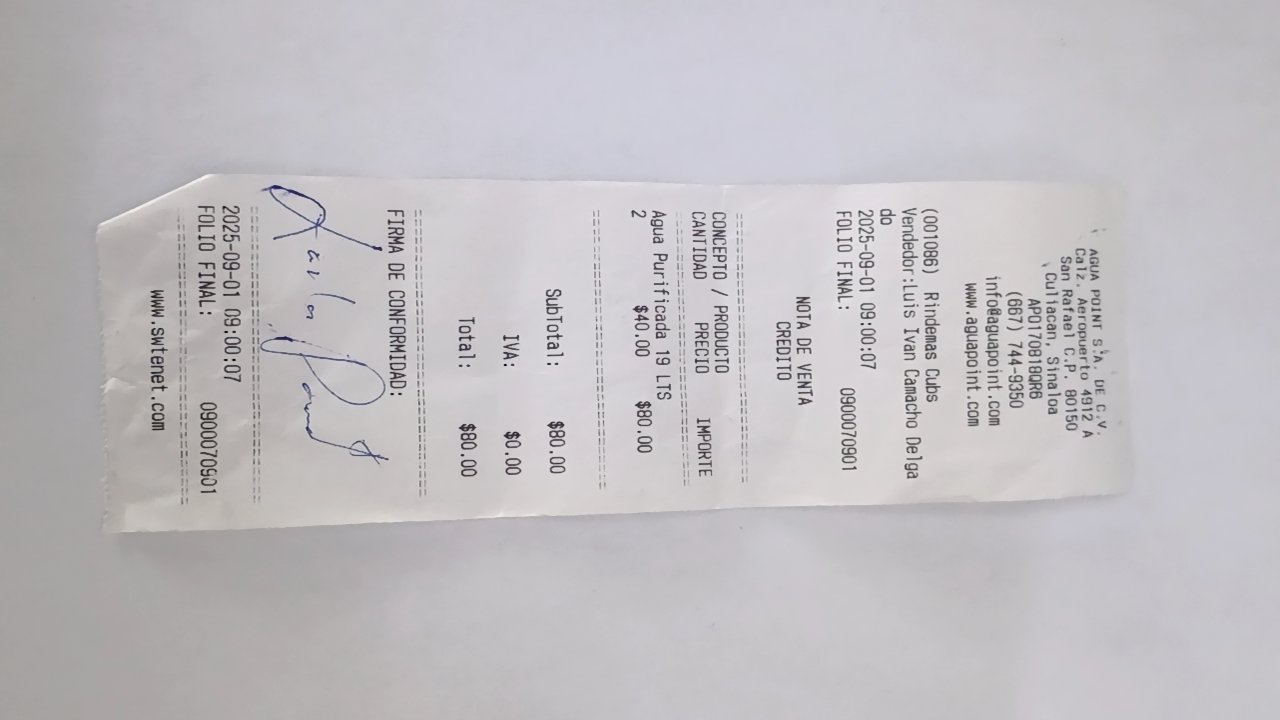 AGUA POINT S.A. DE C.V.
Calz. Aeropuerto 4912 A
San Rafael C.P. 80150
Culiacan, Sinaloa
APO170818QR6
(667) 744-9350
info@aguapoint.com
www.aguapoint.com
(001086) Rindemas Cubs
Vendedor:Luis Ivan Camacho Delga
do
2025-09-01 09:00:07
FOLIO FINAL: 0900070901
NOTA DE VENTA
CREDITO
================================
CONCEPTO / PRODUCTO
CANTIDAD PRECIO IMPORTE
================================
Agua Purificada 19 LTS
2 $40.00 $80.00
================================
SubTotal: $80.00
IVA: $0.00
Total: $80.00
================================
FIRMA DE CONFORMIDAD:
Karla
================================
2025-09-01 09:00:07
FOLIO FINAL: 0900070901
================================
www.swtenet.com